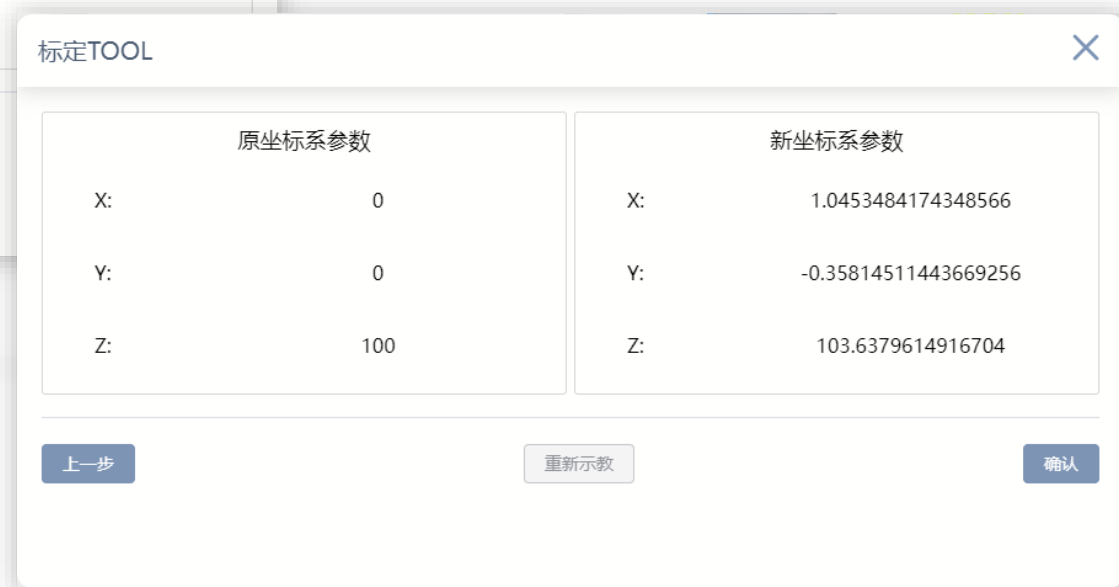 标定TOOL
原坐标系参数
X: 0
Y: 0
Z: 100
新坐标系参数
X: 1.0453484174348566
Y: -0.35814511443669256
Z: 103.6379614916704
上一步
重新示教
确认